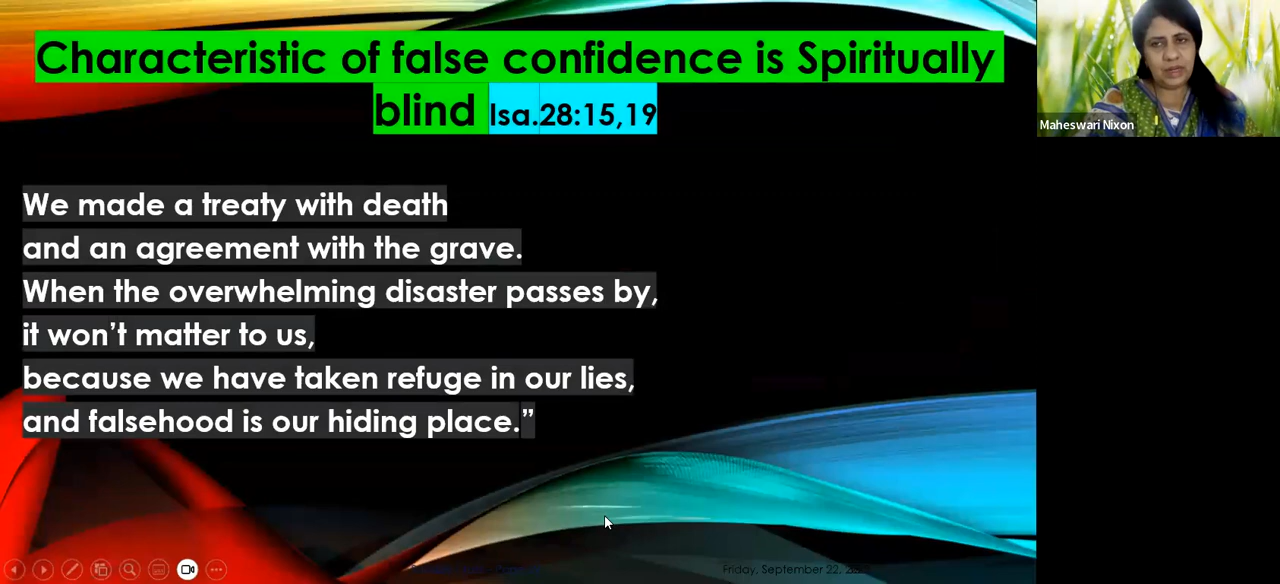 Characteristic of false confidence is Spiritually
blind Isa.28:15,19
Maheswari Nixon
We made a treaty with death
and an agreement with the grave.
When the overwhelming disaster passes by,
it won’t matter to us,
because we have taken refuge in our lies,
and falsehood is our hiding place.”
Friday, September 22,